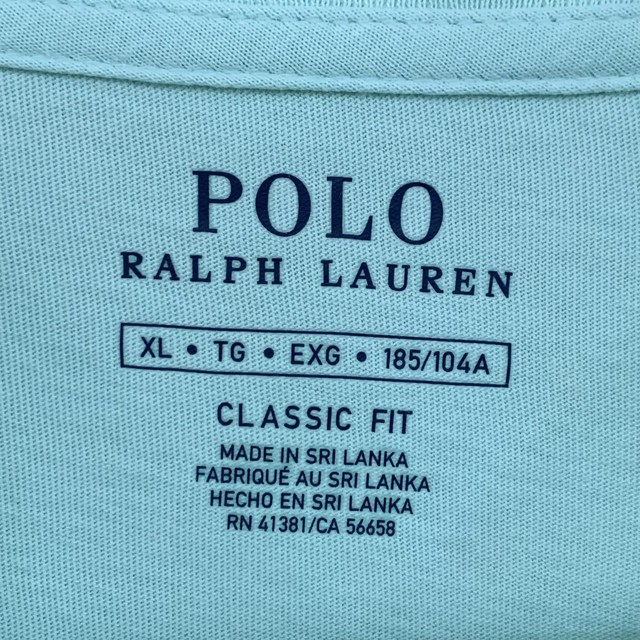 POLO
RALPH LAUREN
XL • TG • EXG • 185/104A
CLASSIC FIT
MADE IN SRI LANKA
FABRIQUÉ AU SRI LANKA
HECHO EN SRI LANKA
RN 41381/CA 56658